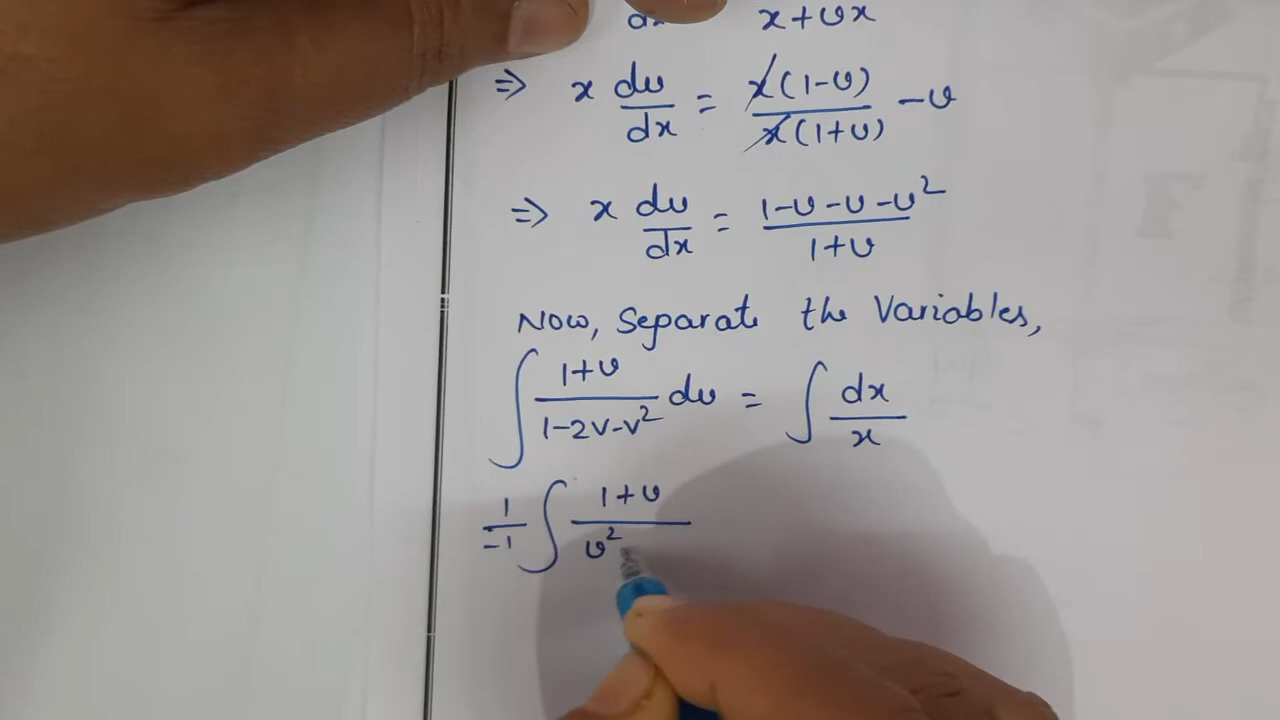 x+vx
⇒ x dv/dx = x(1-v)/x(1+v) -v
⇒ x dv/dx = 1-v-v-v²/1+v
Now, Separate the Variables,
∫ 1+v/1-2v-v² dv = ∫ dx/x
1/-1 ∫ 1+v/v²